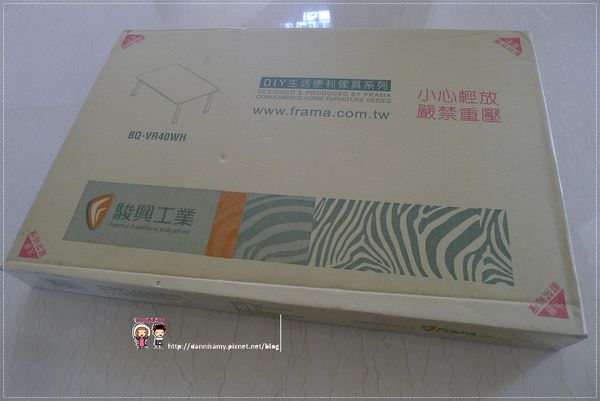 DIY生活便利傢具系列
DESIGNED & PRODUCED BY FRAMA
CONVENIENCE HOME FURNITURE SERIES
www.frama.com.tw
小心輕放
嚴禁重壓
BQ-VR40WH
駿興工業
Frama Furniture Industrial
Frama
http://dannisamy.pixnet.net/blog